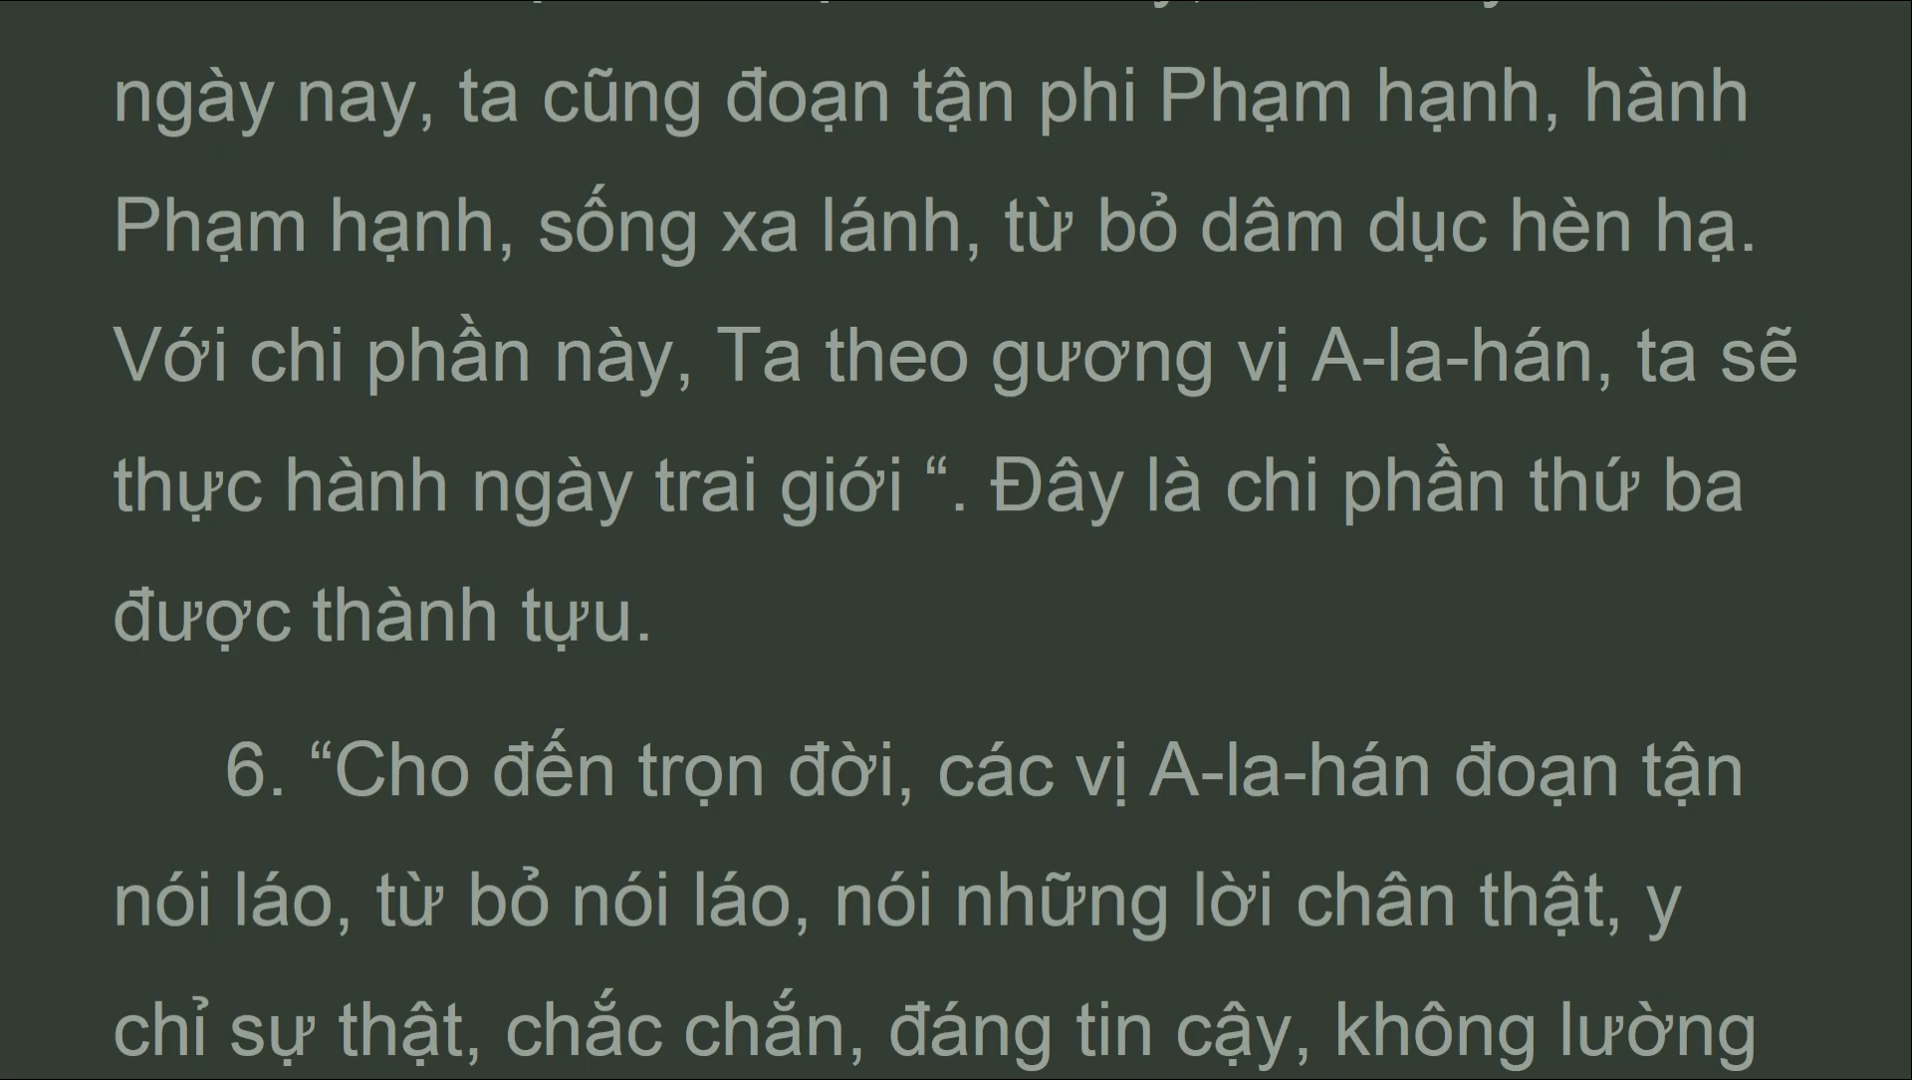 ngày nay, ta cũng đoạn tận phi Phạm hạnh, hành
Phạm hạnh, sống xa lánh, từ bỏ dâm dục hèn hạ.
Với chi phần này, Ta theo gương vị A-la-hán, ta sẽ
thực hành ngày trai giới “. Đây là chi phần thứ ba
được thành tựu.
6. “Cho đến trọn đời, các vị A-la-hán đoạn tận
nói láo, từ bỏ nói láo, nói những lời chân thật, y
chỉ sự thật, chắc chắn, đáng tin cậy, không lường